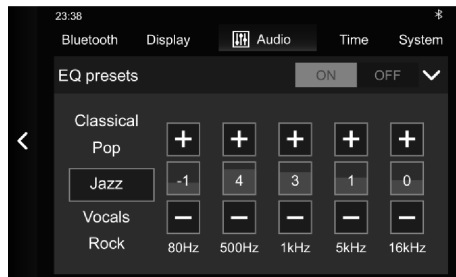 23:38
Bluetooth Display Audio Time System
EQ presets ON OFF
Classical
Pop
Jazz
Vocals
Rock
+ + + + +
-1 4 3 1 0
− − − − −
80Hz 500Hz 1kHz 5kHz 16kHz